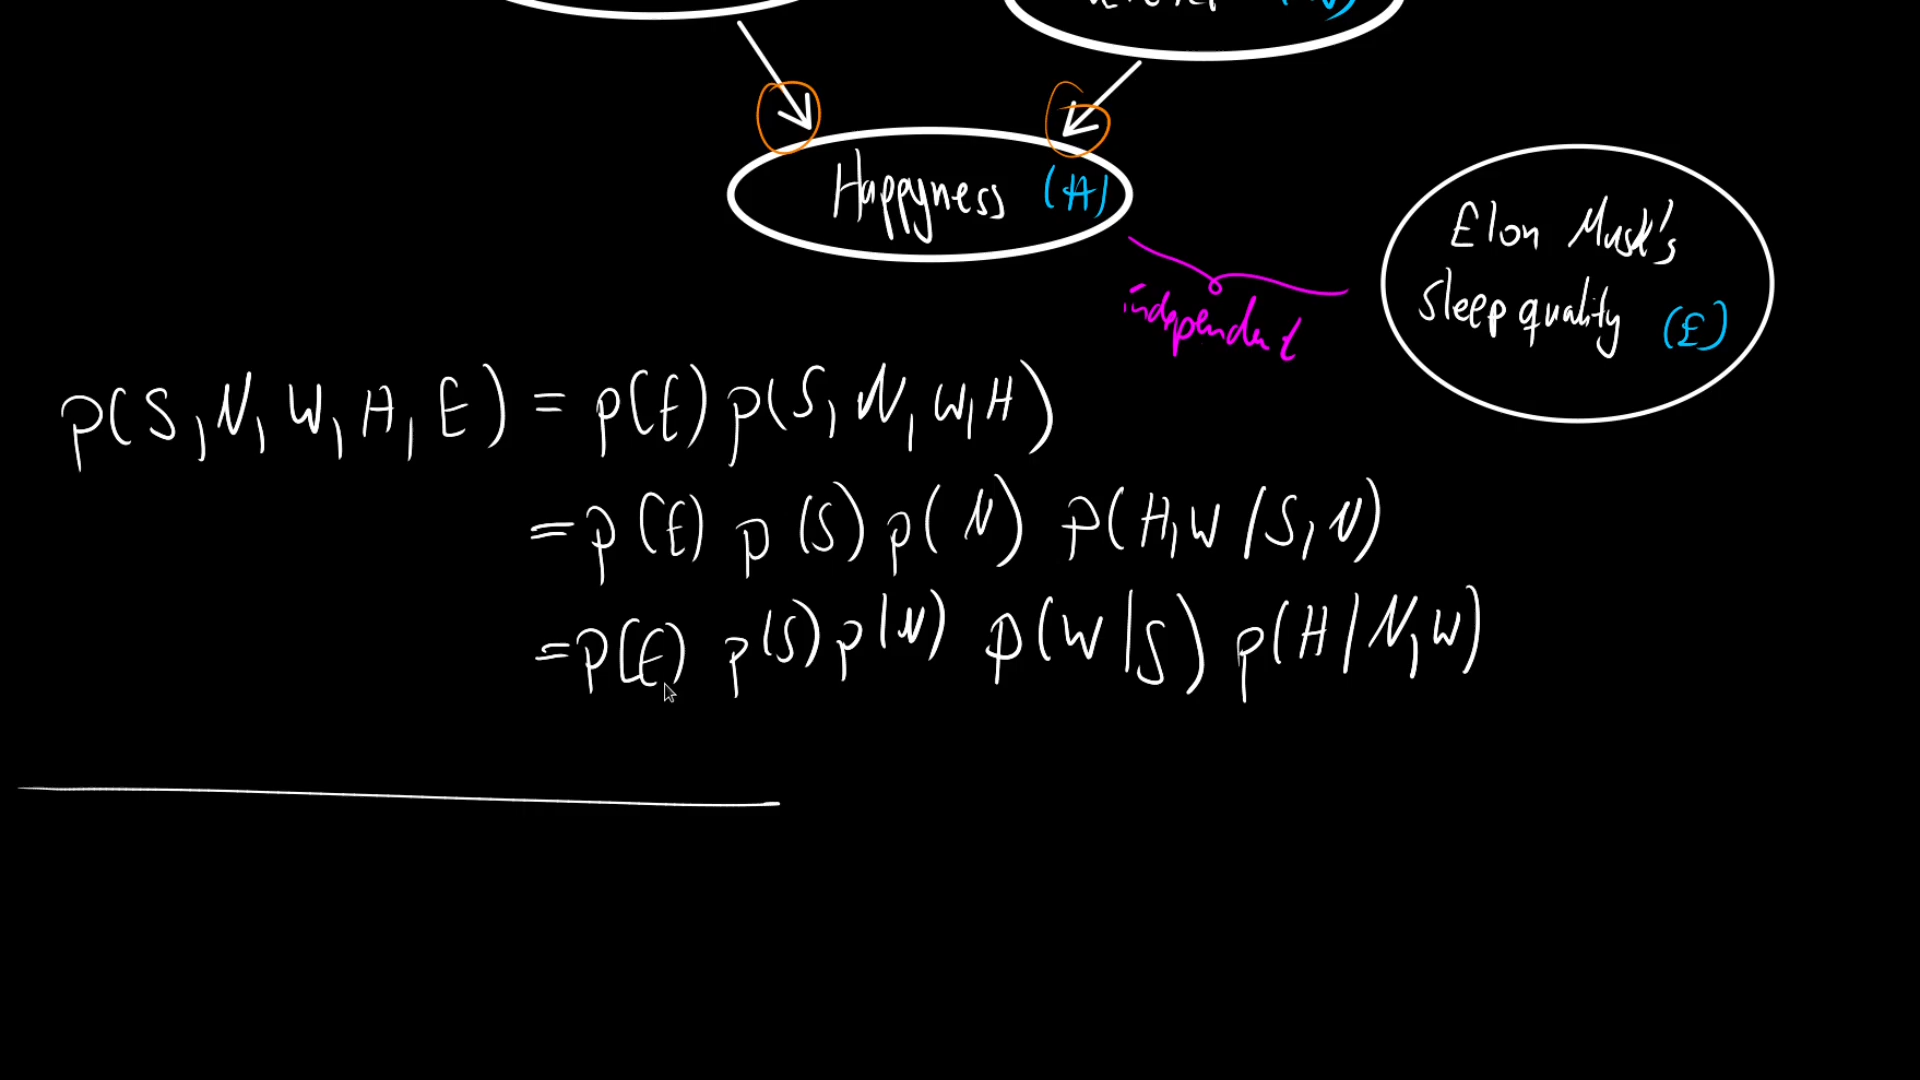 Happyness (H)
Elon Musk's
Sleep quality (E)
independent
p(S, N, W, H, E) = p(E) p(S, N, W, H)
= p(E) p(S) p(N) p(H, W / S, N)
= p(E) p(S) p(N) p(W | S) p(H / N, W)